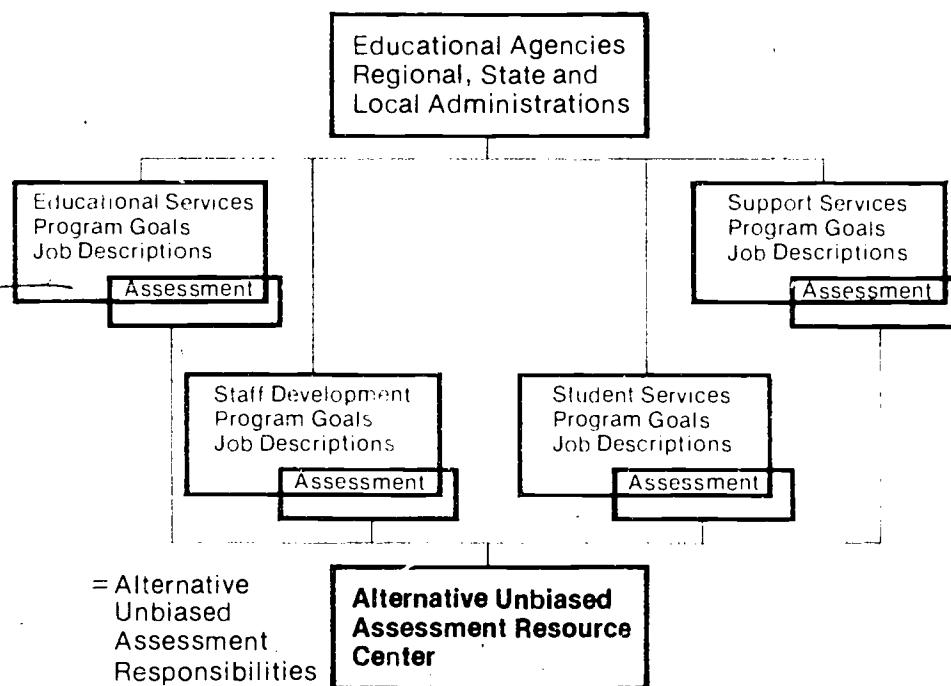 Educational Agencies
Regional, State and
Local Administrations
Educational Services
Program Goals
Job Descriptions
Assessment
Support Services
Program Goals
Job Descriptions
Assessment
Staff Development
Program Goals
Job Descriptions
Assessment
Student Services
Program Goals
Job Descriptions
Assessment
= Alternative
Unbiased
Assessment
Responsibilities
Alternative Unbiased
Assessment Resource
Center